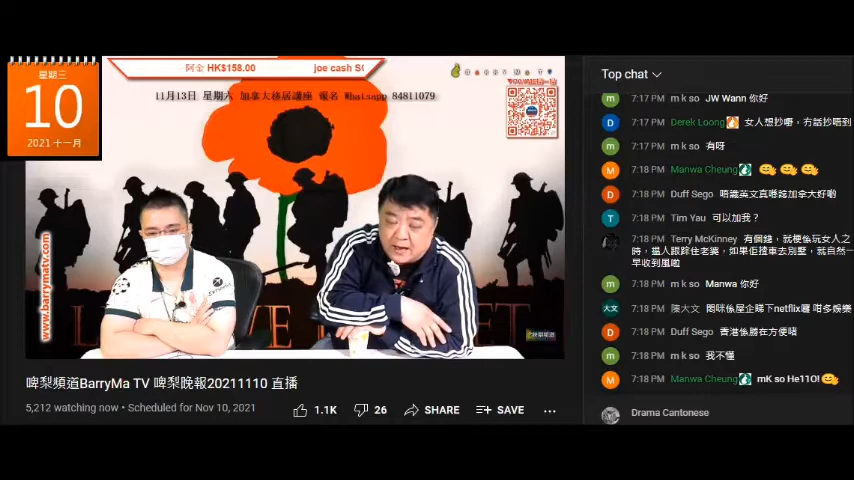 星期三
10
2021 十一月
阿金 HK$158.00
joe cash
11月13日 星期六 加拿大移居講座 報名 Whatsapp 84811079
www.barrymatv.com
啤梨頻道BarryMa TV 啤梨晚報20211110 直播
5,212 watching now • Scheduled for Nov 10, 2021
1.1K
26
SHARE
SAVE
Top chat
m
7:17 PM m k so JW Wann 你好
D
7:17 PM Derek Loong 女人想抄嘢，冇話抄唔到
m
7:17 PM m k so 有呀
M
7:18 PM Manwa Cheung
D
7:18 PM Duff Sego 唔識英文真喺諗加拿大好啲
T
7:18 PM Tim Yau 可以加我？
7:18 PM Terry McKinney 有個錢，就梗係玩女人之
時，搵人跟踪住老婆，如果佢揸車去別墅，就自然一
早收到風啦
m
7:18 PM m k so Manwa 你好
大文
7:18 PM 陳大文 悶咪係屋企睇下netflix囉 咁多娛樂
D
7:18 PM Duff Sego 香港係勝在方便啫
m
7:18 PM m k so 我不懂
M
7:18 PM Manwa Cheung mK so He11O!
Drama Cantonese